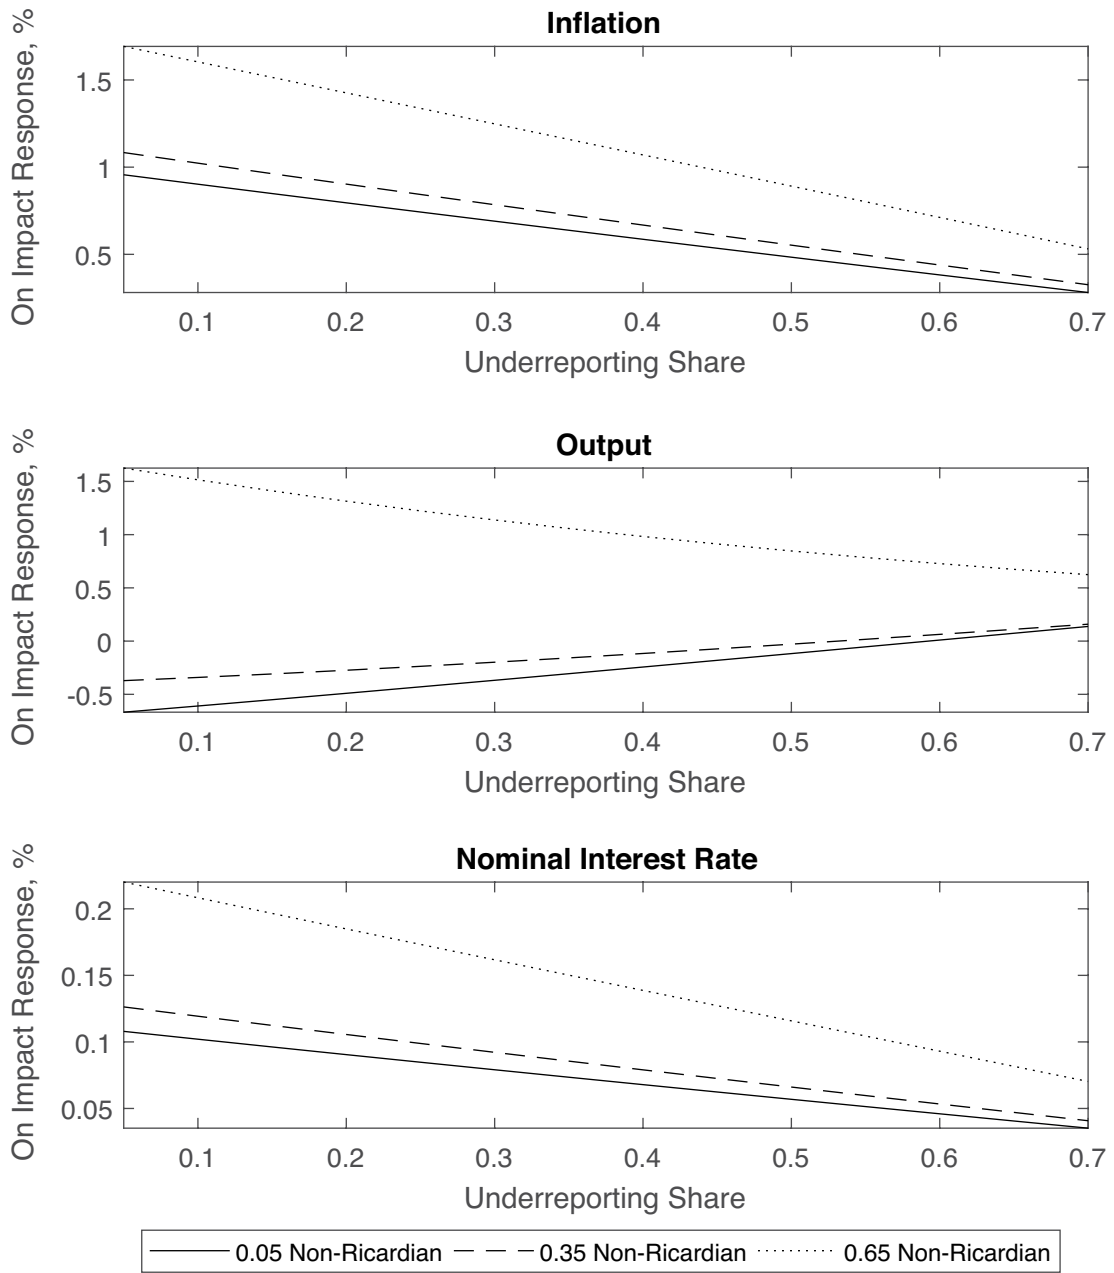 Inflation
On Impact Response, %
1.5
1
0.5
0.1 0.2 0.3 0.4 0.5 0.6 0.7
Underreporting Share
Output
On Impact Response, %
1.5
1
0.5
0
-0.5
0.1 0.2 0.3 0.4 0.5 0.6 0.7
Underreporting Share
Nominal Interest Rate
On Impact Response, %
0.2
0.15
0.1
0.05
0.1 0.2 0.3 0.4 0.5 0.6 0.7
Underreporting Share
0.05 Non-Ricardian 0.35 Non-Ricardian 0.65 Non-Ricardian